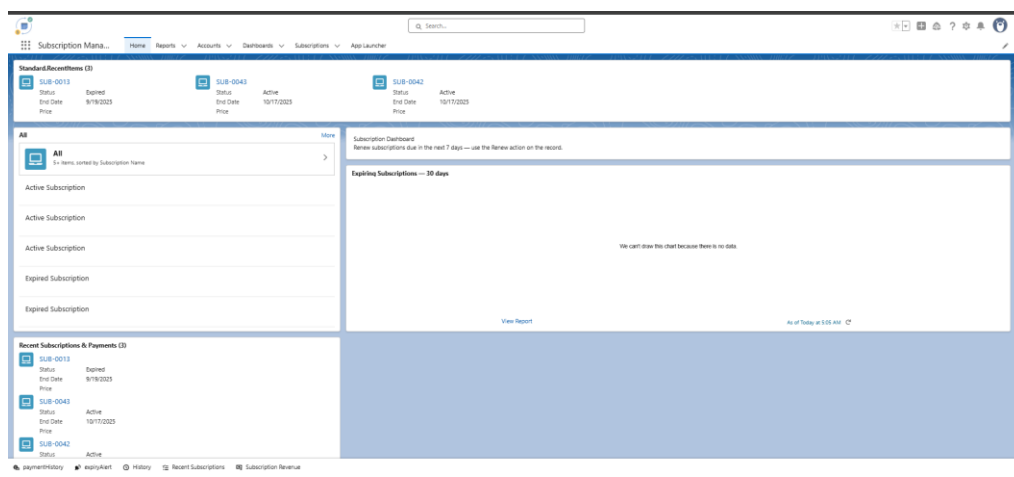 Search...
Subscription Mana... Home Reports Accounts Dashboards Subscriptions App Launcher
Standard.RecentItems (3)
SUB-0013 SUB-0043 SUB-0042
Status Expired Status Active Status Active
End Date 9/19/2025 End Date 10/17/2025 End Date 10/17/2025
Price Price Price
All More
All
5+ items, sorted by Subscription Name
Active Subscription
Active Subscription
Active Subscription
Expired Subscription
Expired Subscription
Subscription Dashboard
Renew subscriptions due in the next 7 days — use the Renew action on the record.
Expiring Subscriptions — 30 days
We can't draw this chart because there is no data.
View Report As of Today at 5:05 AM
Recent Subscriptions & Payments (3)
SUB-0013
Status Expired
End Date 9/19/2025
Price
SUB-0043
Status Active
End Date 10/17/2025
Price
SUB-0042
Status Active
paymentHistory expiryAlert History Recent Subscriptions Subscription Revenue